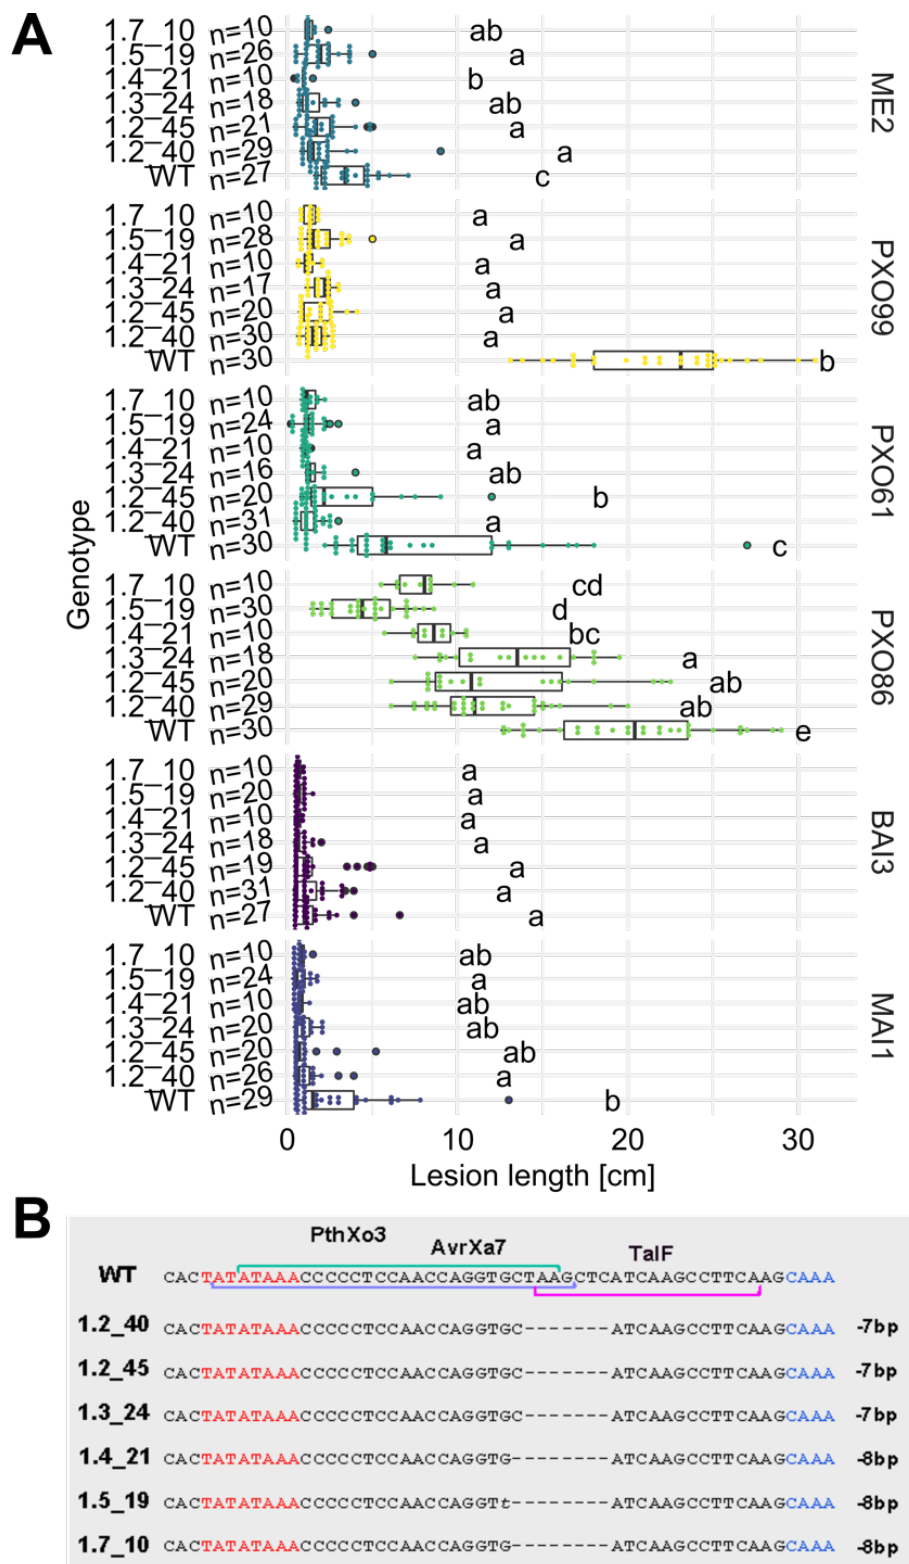 A
1.7_10 n=10 ab
1.5_19 n=26 a
1.4_21 n=10 b
1.3_24 n=18 ab
1.2_45 n=21 a
1.2_40 n=29 a
WT n=27 c
ME2
1.7_10 n=10 a
1.5_19 n=28 a
1.4_21 n=10 a
1.3_24 n=17 a
1.2_45 n=20 a
1.2_40 n=30 a
WT n=30 b
PXO99
1.7_10 n=10 ab
1.5_19 n=24 a
1.4_21 n=10 a
1.3_24 n=16 ab
1.2_45 n=20 b
1.2_40 n=31 a
WT n=30 c
PXO61
Genotype
1.7_10 n=10 cd
1.5_19 n=30 d
1.4_21 n=10 bc
1.3_24 n=18 a
1.2_45 n=20 ab
1.2_40 n=29 ab
WT n=30 e
PXO86
1.7_10 n=10 a
1.5_19 n=20 a
1.4_21 n=10 a
1.3_24 n=18 a
1.2_45 n=19 a
1.2_40 n=31 a
WT n=27 a
BAI3
1.7_10 n=10 ab
1.5_19 n=24 a
1.4_21 n=10 ab
1.3_24 n=20 ab
1.2_45 n=20 ab
1.2_40 n=26 a
WT n=29 b
MAI1
0 10 20 30
Lesion length [cm]
B
PthXo3 AvrXa7 TalF
WT CACTATATAAACCCCCTCCAACCAGGTGCTAAGCTCATCAAGCCTTCAAGCAAA
1.2_40 CACTATATAAACCCCCTCCAACCAGGTGC-------ATCAAGCCTTCAAGCAAA -7bp
1.2_45 CACTATATAAACCCCCTCCAACCAGGTGC-------ATCAAGCCTTCAAGCAAA -7bp
1.3_24 CACTATATAAACCCCCTCCAACCAGGTGC-------ATCAAGCCTTCAAGCAAA -7bp
1.4_21 CACTATATAAACCCCCTCCAACCAGGTG--------ATCAAGCCTTCAAGCAAA -8bp
1.5_19 CACTATATAAACCCCCTCCAACCAGGTt--------ATCAAGCCTTCAAGCAAA -8bp
1.7_10 CACTATATAAACCCCCTCCAACCAGGTG--------ATCAAGCCTTCAAGCAAA -8bp